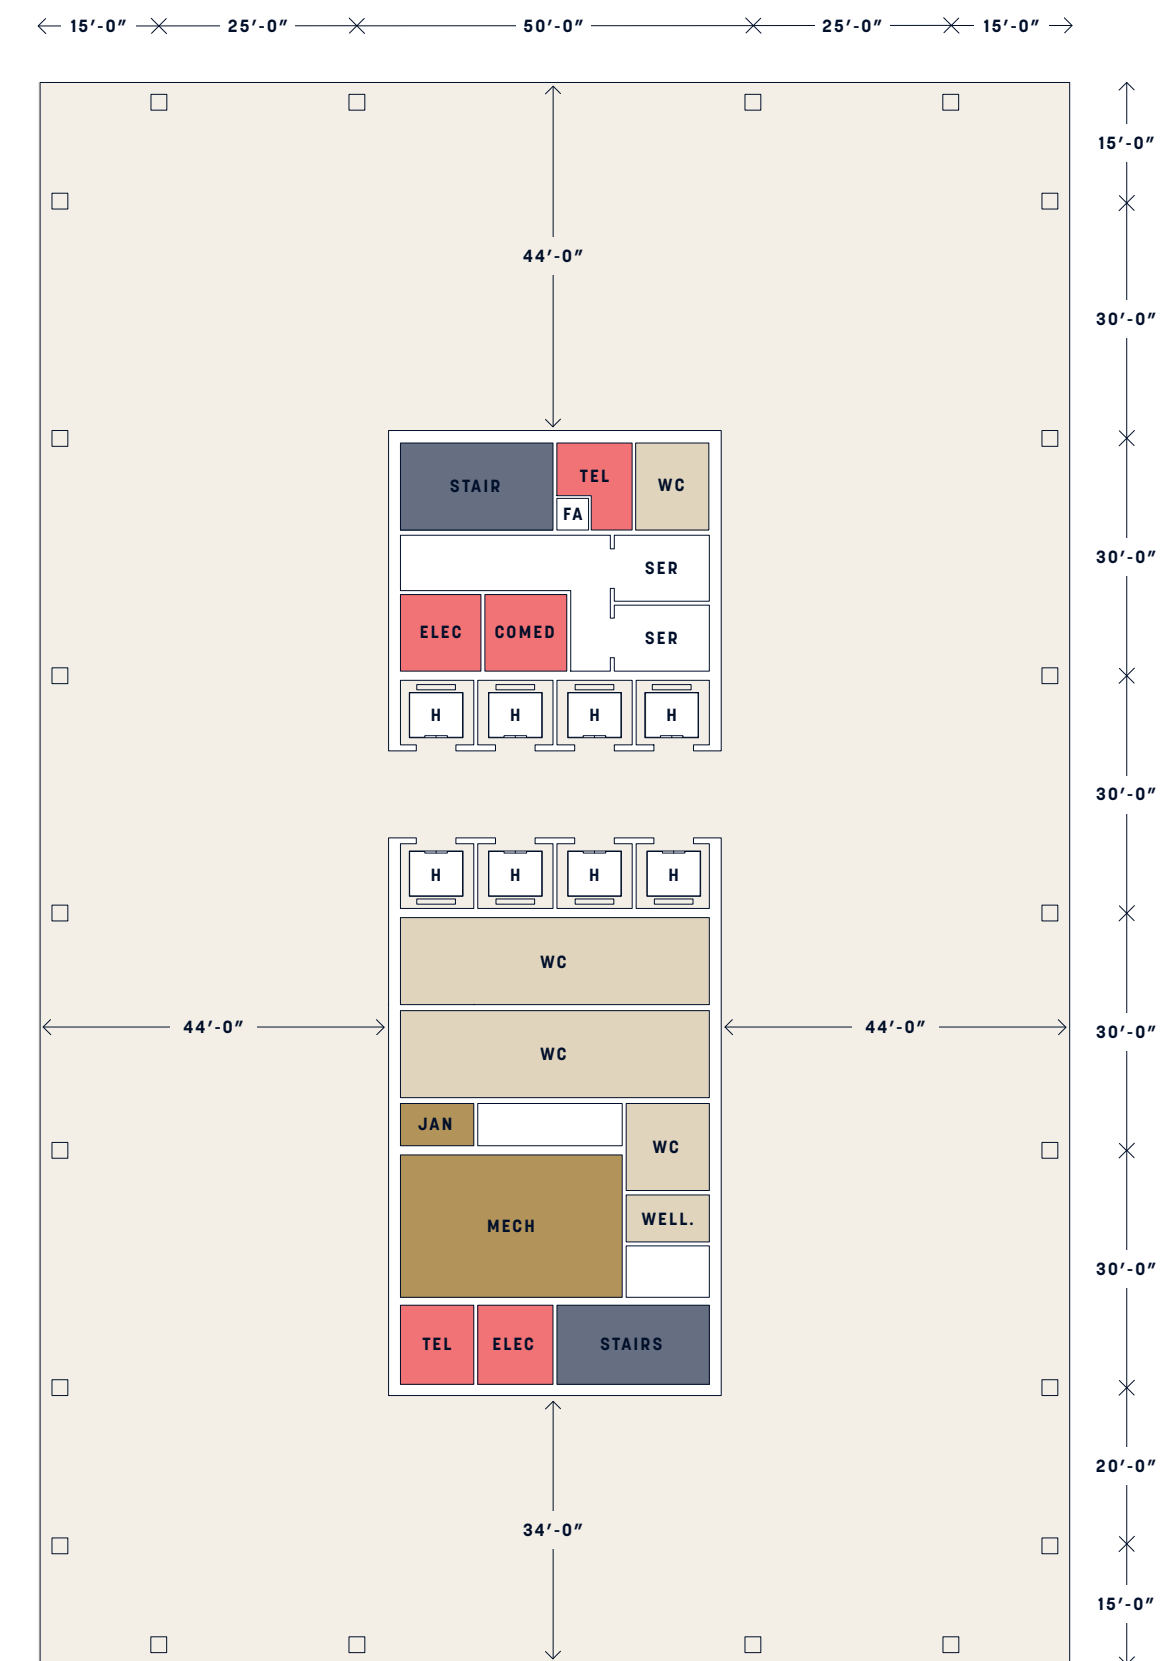 15′-0″ 25′-0″ 50′-0″ 25′-0″ 15′-0″
15′-0″
44′-0″
30′-0″
STAIR TEL WC
FA
30′-0″
SER
ELEC COMED SER
H H H H
30′-0″
H H H H
WC
44′-0″ 44′-0″ 30′-0″
WC
JAN
WC
WELL.
MECH
30′-0″
TEL ELEC STAIRS
20′-0″
34′-0″
15′-0″